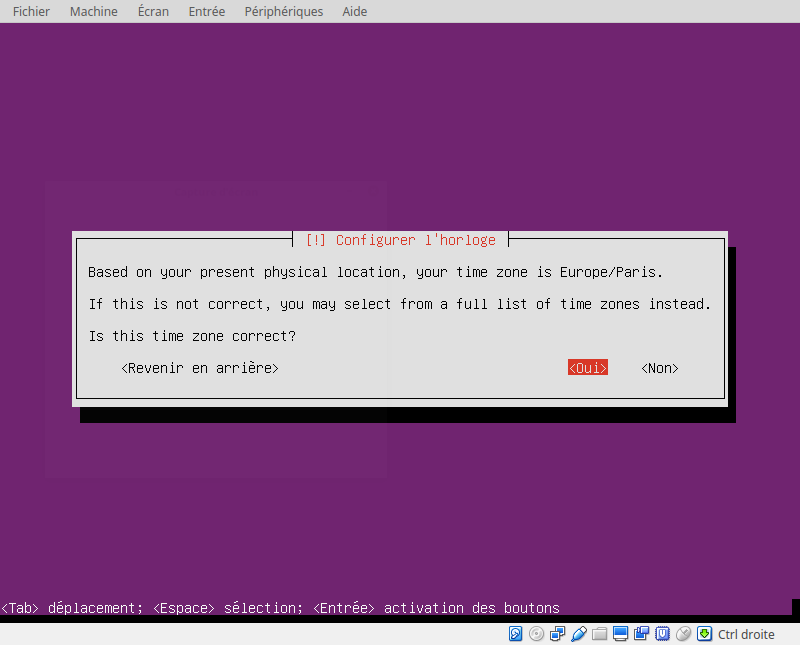 Fichier Machine Écran Entrée Périphériques Aide
[!] Configurer l'horloge
Based on your present physical location, your time zone is Europe/Paris.
If this is not correct, you may select from a full list of time zones instead.
Is this time zone correct?
<Revenir en arrière> <Oui> <Non>
<Tab> déplacement; <Espace> sélection; <Entrée> activation des boutons
Ctrl droite